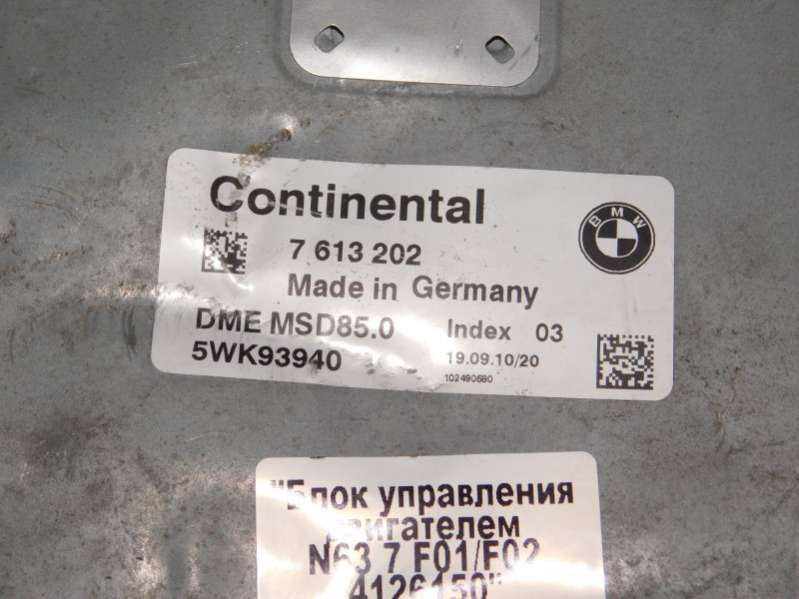 Continental
BMW
7 613 202
Made in Germany
DME MSD85.0 Index 03
5WK93940 19.09.10/20
102490580
"Блок управления
двигателем
N63 7 F01/F02
4126150"